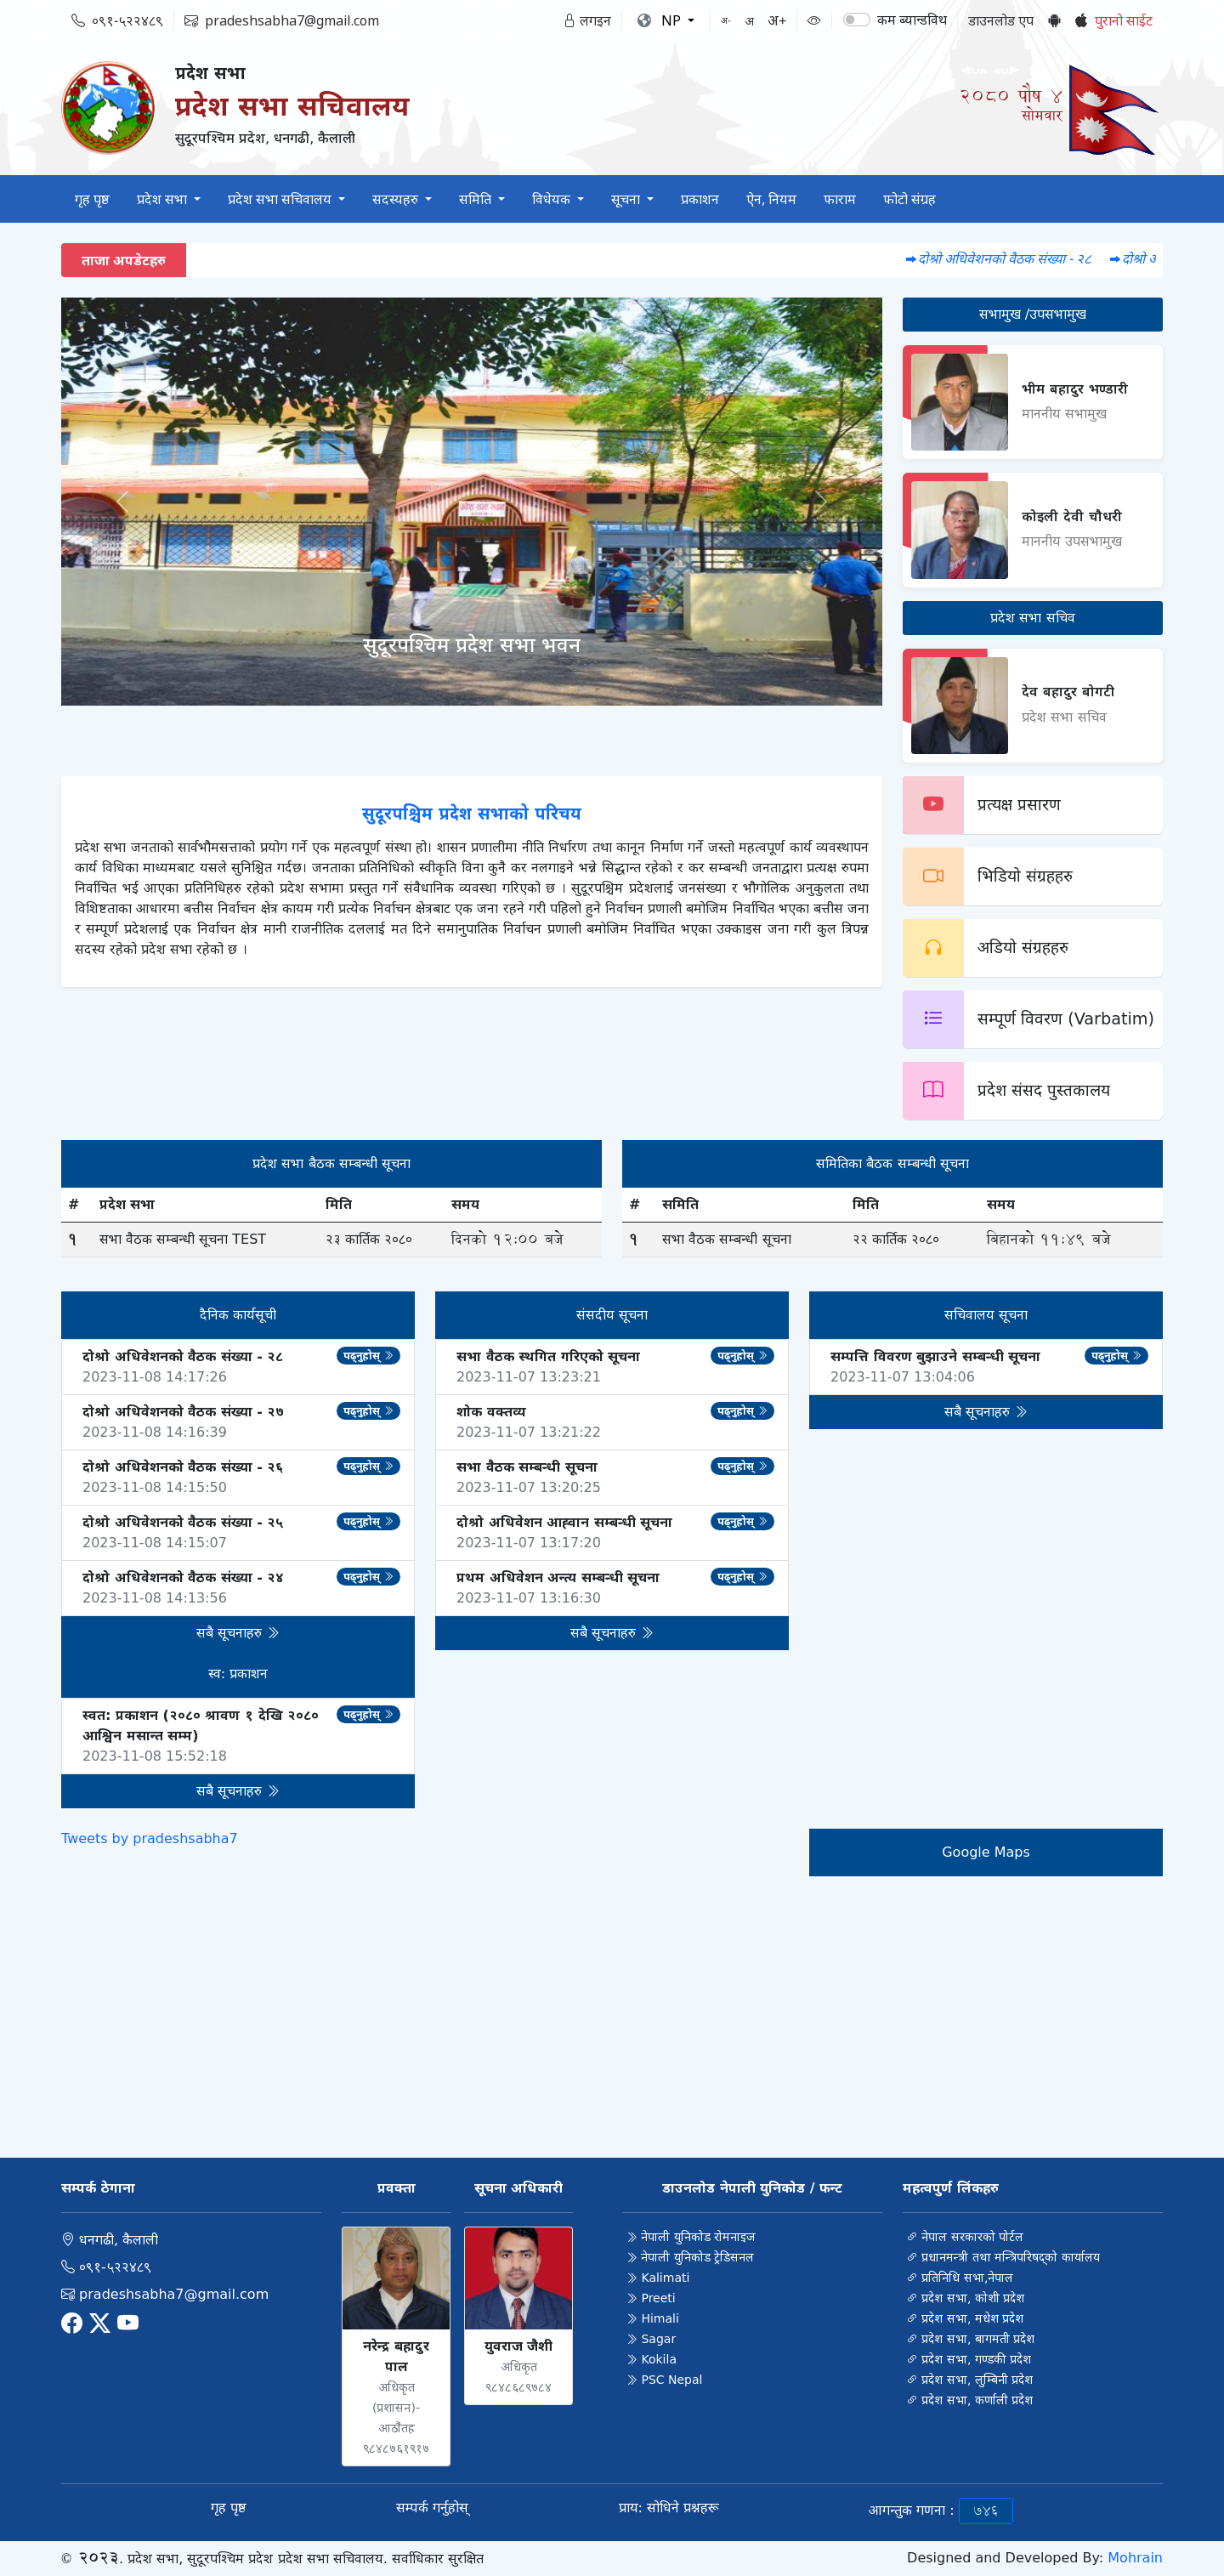 ०९१-५२२४८९ pradeshsabha7@gmail.com लगइन NP अ- अ अ+ कम ब्यान्डविथ डाउनलोड एप पुरानो साईट
प्रदेश सभा
प्रदेश सभा सचिवालय
सुदूरपश्चिम प्रदेश, धनगढी, कैलाली
२०८० पौष ४
सोमवार
गृह पृष्ठ प्रदेश सभा प्रदेश सभा सचिवालय सदस्यहरु समिति विधेयक सूचना प्रकाशन ऐन, नियम फाराम फोटो संग्रह
ताजा अपडेटहरु दोश्रो अधिवेशनको वैठक संख्या - २८ दोश्रो अ
सुदूरपश्चिम प्रदेश सभा भवन
सभामुख /उपसभामुख
भीम बहादुर भण्डारी
माननीय सभामुख
कोइली देवी चौधरी
माननीय उपसभामुख
प्रदेश सभा सचिव
देव बहादुर बोगटी
प्रदेश सभा सचिव
प्रत्यक्ष प्रसारण
भिडियो संग्रहहरु
अडियो संग्रहहरु
सम्पूर्ण विवरण (Varbatim)
प्रदेश संसद पुस्तकालय
सुदूरपश्चिम प्रदेश सभाको परिचय
प्रदेश सभा जनताको सार्वभौमसत्ताको प्रयोग गर्ने एक महत्वपूर्ण संस्था हो। शासन प्रणालीमा नीति निर्धारण तथा कानून निर्माण गर्ने जस्तो महत्वपूर्ण कार्य व्यवस्थापन
कार्य विधिका माध्यमबाट यसले सुनिश्चित गर्दछ। जनताका प्रतिनिधिको स्वीकृति विना कुनै कर नलगाइने भन्ने सिद्धान्त रहेको र कर सम्बन्धी जनताद्वारा प्रत्यक्ष रुपमा
निर्वाचित भई आएका प्रतिनिधिहरु रहेको प्रदेश सभामा प्रस्तुत गर्ने संवैधानिक व्यवस्था गरिएको छ । सुदूरपश्चिम प्रदेशलाई जनसंख्या र भौगोलिक अनुकुलता तथा
विशिष्टताका आधारमा बत्तीस निर्वाचन क्षेत्र कायम गरी प्रत्येक निर्वाचन क्षेत्रबाट एक जना रहने गरी पहिलो हुने निर्वाचन प्रणाली बमोजिम निर्वाचित भएका बत्तीस जना
र सम्पूर्ण प्रदेशलाई एक निर्वाचन क्षेत्र मानी राजनीतिक दललाई मत दिने समानुपातिक निर्वाचन प्रणाली बमोजिम निर्वाचित भएका उक्काइस जना गरी कुल त्रिपन्न
सदस्य रहेको प्रदेश सभा रहेको छ ।
प्रदेश सभा बैठक सम्बन्धी सूचना
# प्रदेश सभा मिति समय
१ सभा वैठक सम्बन्धी सूचना TEST २३ कार्तिक २०८० दिनको १२:०० बजे
समितिका बैठक सम्बन्धी सूचना
# समिति मिति समय
१ सभा वैठक सम्बन्धी सूचना २२ कार्तिक २०८० बिहानको ११:४९ बजे
दैनिक कार्यसूची
दोश्रो अधिवेशनको वैठक संख्या - २८ पढ्नुहोस्
2023-11-08 14:17:26
दोश्रो अधिवेशनको वैठक संख्या - २७ पढ्नुहोस्
2023-11-08 14:16:39
दोश्रो अधिवेशनको वैठक संख्या - २६ पढ्नुहोस्
2023-11-08 14:15:50
दोश्रो अधिवेशनको वैठक संख्या - २५ पढ्नुहोस्
2023-11-08 14:15:07
दोश्रो अधिवेशनको वैठक संख्या - २४ पढ्नुहोस्
2023-11-08 14:13:56
सबै सूचनाहरु
स्व: प्रकाशन
स्वत: प्रकाशन (२०८० श्रावण १ देखि २०८० पढ्नुहोस्
आश्विन मसान्त सम्म)
2023-11-08 15:52:18
सबै सूचनाहरु
संसदीय सूचना
सभा वैठक स्थगित गरिएको सूचना पढ्नुहोस्
2023-11-07 13:23:21
शोक वक्तव्य पढ्नुहोस्
2023-11-07 13:21:22
सभा वैठक सम्बन्धी सूचना पढ्नुहोस्
2023-11-07 13:20:25
दोश्रो अधिवेशन आह्वान सम्बन्धी सूचना पढ्नुहोस्
2023-11-07 13:17:20
प्रथम अधिवेशन अन्त्य सम्बन्धी सूचना पढ्नुहोस्
2023-11-07 13:16:30
सबै सूचनाहरु
सचिवालय सूचना
सम्पत्ति विवरण बुझाउने सम्बन्धी सूचना पढ्नुहोस्
2023-11-07 13:04:06
सबै सूचनाहरु
Tweets by pradeshsabha7
Google Maps
सम्पर्क ठेगाना
धनगढी, कैलाली
०९१-५२२४८९
pradeshsabha7@gmail.com
प्रवक्ता
नरेन्द्र बहादुर
पाल
अधिकृत
(प्रशासन)-
आठौंतह
९८४८७६१९१७
सूचना अधिकारी
युवराज जैशी
अधिकृत
९८४८६८९७८४
डाउनलोड नेपाली युनिकोड / फन्ट
नेपाली युनिकोड रोमनाइज
नेपाली युनिकोड ट्रेडिसनल
Kalimati
Preeti
Himali
Sagar
Kokila
PSC Nepal
महत्वपुर्ण लिंकहरु
नेपाल सरकारको पोर्टल
प्रधानमन्त्री तथा मन्त्रिपरिषद्को कार्यालय
प्रतिनिधि सभा,नेपाल
प्रदेश सभा, कोशी प्रदेश
प्रदेश सभा, मधेश प्रदेश
प्रदेश सभा, बागमती प्रदेश
प्रदेश सभा, गण्डकी प्रदेश
प्रदेश सभा, लुम्बिनी प्रदेश
प्रदेश सभा, कर्णाली प्रदेश
गृह पृष्ठ सम्पर्क गर्नुहोस् प्राय: सोधिने प्रश्नहरू आगन्तुक गणना : ७४६
© २०२३. प्रदेश सभा, सुदूरपश्चिम प्रदेश प्रदेश सभा सचिवालय. सर्वाधिकार सुरक्षित Designed and Developed By: Mohrain